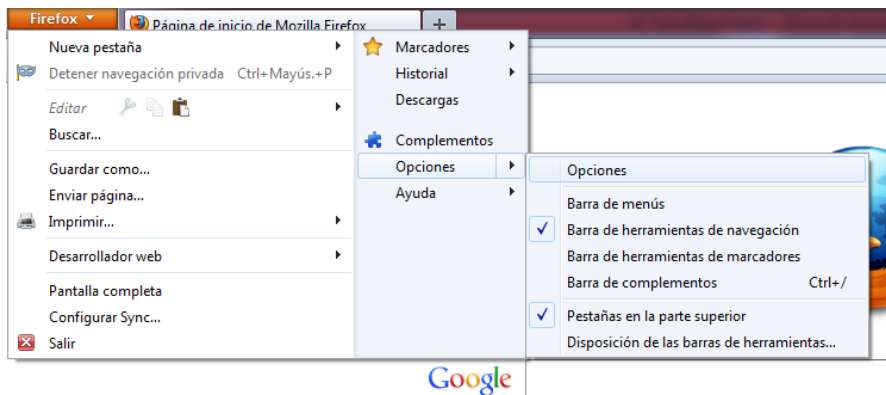 Firefox
Página de inicio de Mozilla Firefox
+
Nueva pestaña
Detener navegación privada Ctrl+Mayús.+P
Editar
Buscar...
Guardar como...
Enviar página...
Imprimir...
Desarrollador web
Pantalla completa
Configurar Sync...
Salir
Marcadores
Historial
Descargas
Complementos
Opciones
Ayuda
Opciones
Barra de menús
Barra de herramientas de navegación
Barra de herramientas de marcadores
Barra de complementos Ctrl+/
Pestañas en la parte superior
Disposición de las barras de herramientas...
Google